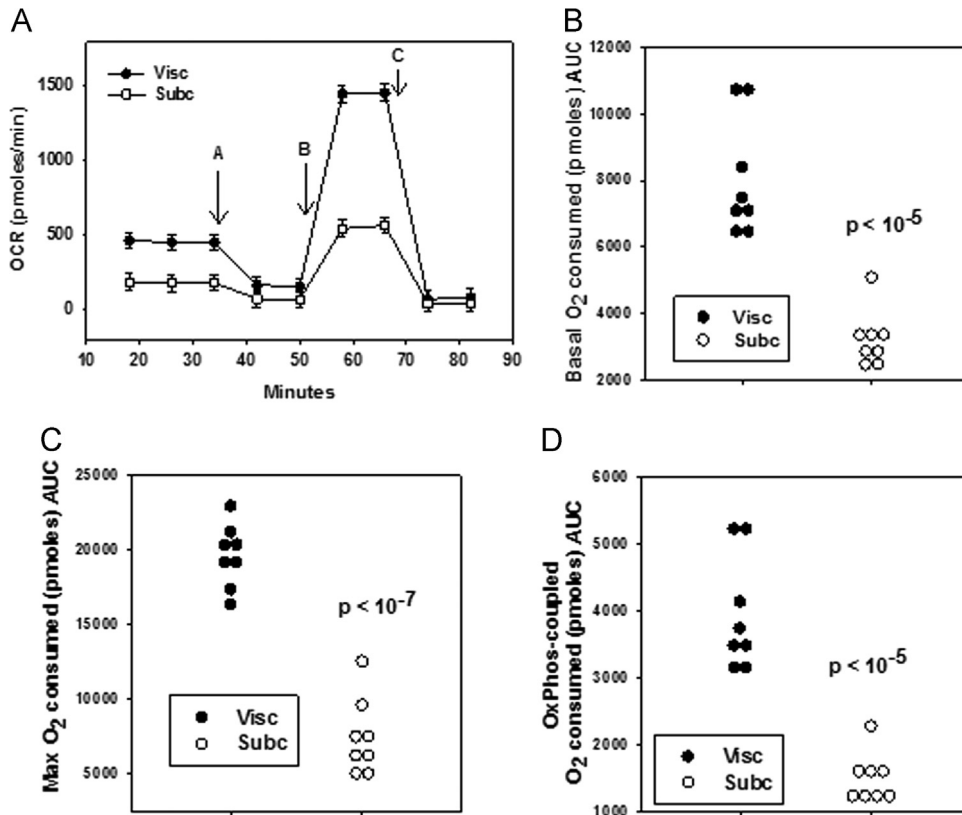 A
1500
1000
500
0
OCR (pmoles/min)
Visc
Subc
A
B
C
10 20 30 40 50 60 70 80 90
Minutes
B
12000
10000
8000
6000
4000
2000
Basal O₂ consumed (pmoles) AUC
p < 10⁻⁵
Visc
Subc
C
25000
20000
15000
10000
5000
Max O₂ consumed (pmoles) AUC
p < 10⁻⁷
Visc
Subc
D
6000
5000
4000
3000
2000
1000
OxPhos-coupled
O₂ consumed (pmoles) AUC
p < 10⁻⁵
Visc
Subc